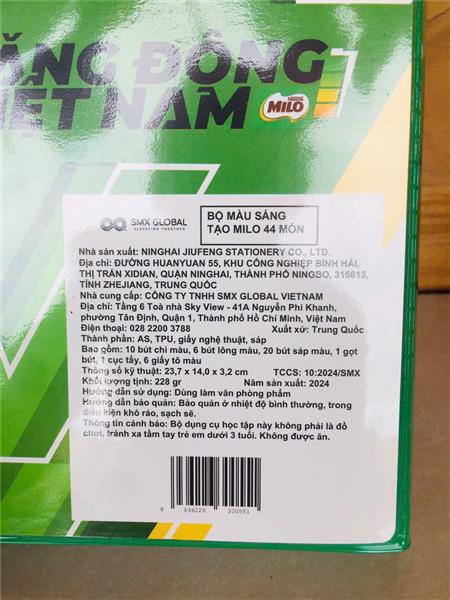 ĂNG ĐỘNG
IỆT NAM
Nestlé
MILO
SMX GLOBAL
ELEVATING TOGETHER
BỘ MÀU SÁNG
TẠO MILO 44 MÓN
Nhà sản xuất: NINGHAI JIUFENG STATIONERY CO., LTD.
Địa chỉ: ĐƯỜNG HUANYUAN 55, KHU CÔNG NGHIỆP BÌNH HẢI,
THỊ TRẤN XIDIAN, QUẬN NINGHAI, THÀNH PHỐ NINGBO, 315613,
TỈNH ZHEJIANG, TRUNG QUỐC
Nhà cung cấp: CÔNG TY TNHH SMX GLOBAL VIETNAM
Địa chỉ: Tầng 6 Toà nhà Sky View - 41A Nguyễn Phi Khanh,
phường Tân Định, Quận 1, Thành phố Hồ Chí Minh, Việt Nam
Điện thoại: 028 2200 3788 Xuất xứ: Trung Quốc
Thành phần: AS, TPU, giấy nghệ thuật, sáp
Bao gồm: 10 bút chì màu, 6 bút lông màu, 20 bút sáp màu, 1 gọt
bút, 1 cục tẩy, 6 giấy tô màu
Thông số kỹ thuật: 23,7 x 14,0 x 3,2 cm TCCS: 10:2024/SMX
Khối lượng tịnh: 228 gr Năm sản xuất: 2024
Hướng dẫn sử dụng: Dùng làm văn phòng phẩm
Hướng dẫn bảo quản: Bảo quản ở nhiệt độ bình thường, trong
điều kiện khô ráo, sạch sẽ.
Thông tin cảnh báo: Bộ dụng cụ học tập này không phải là đồ
chơi, tránh xa tầm tay trẻ em dưới 3 tuổi. Không được ăn.
8 936226 300551